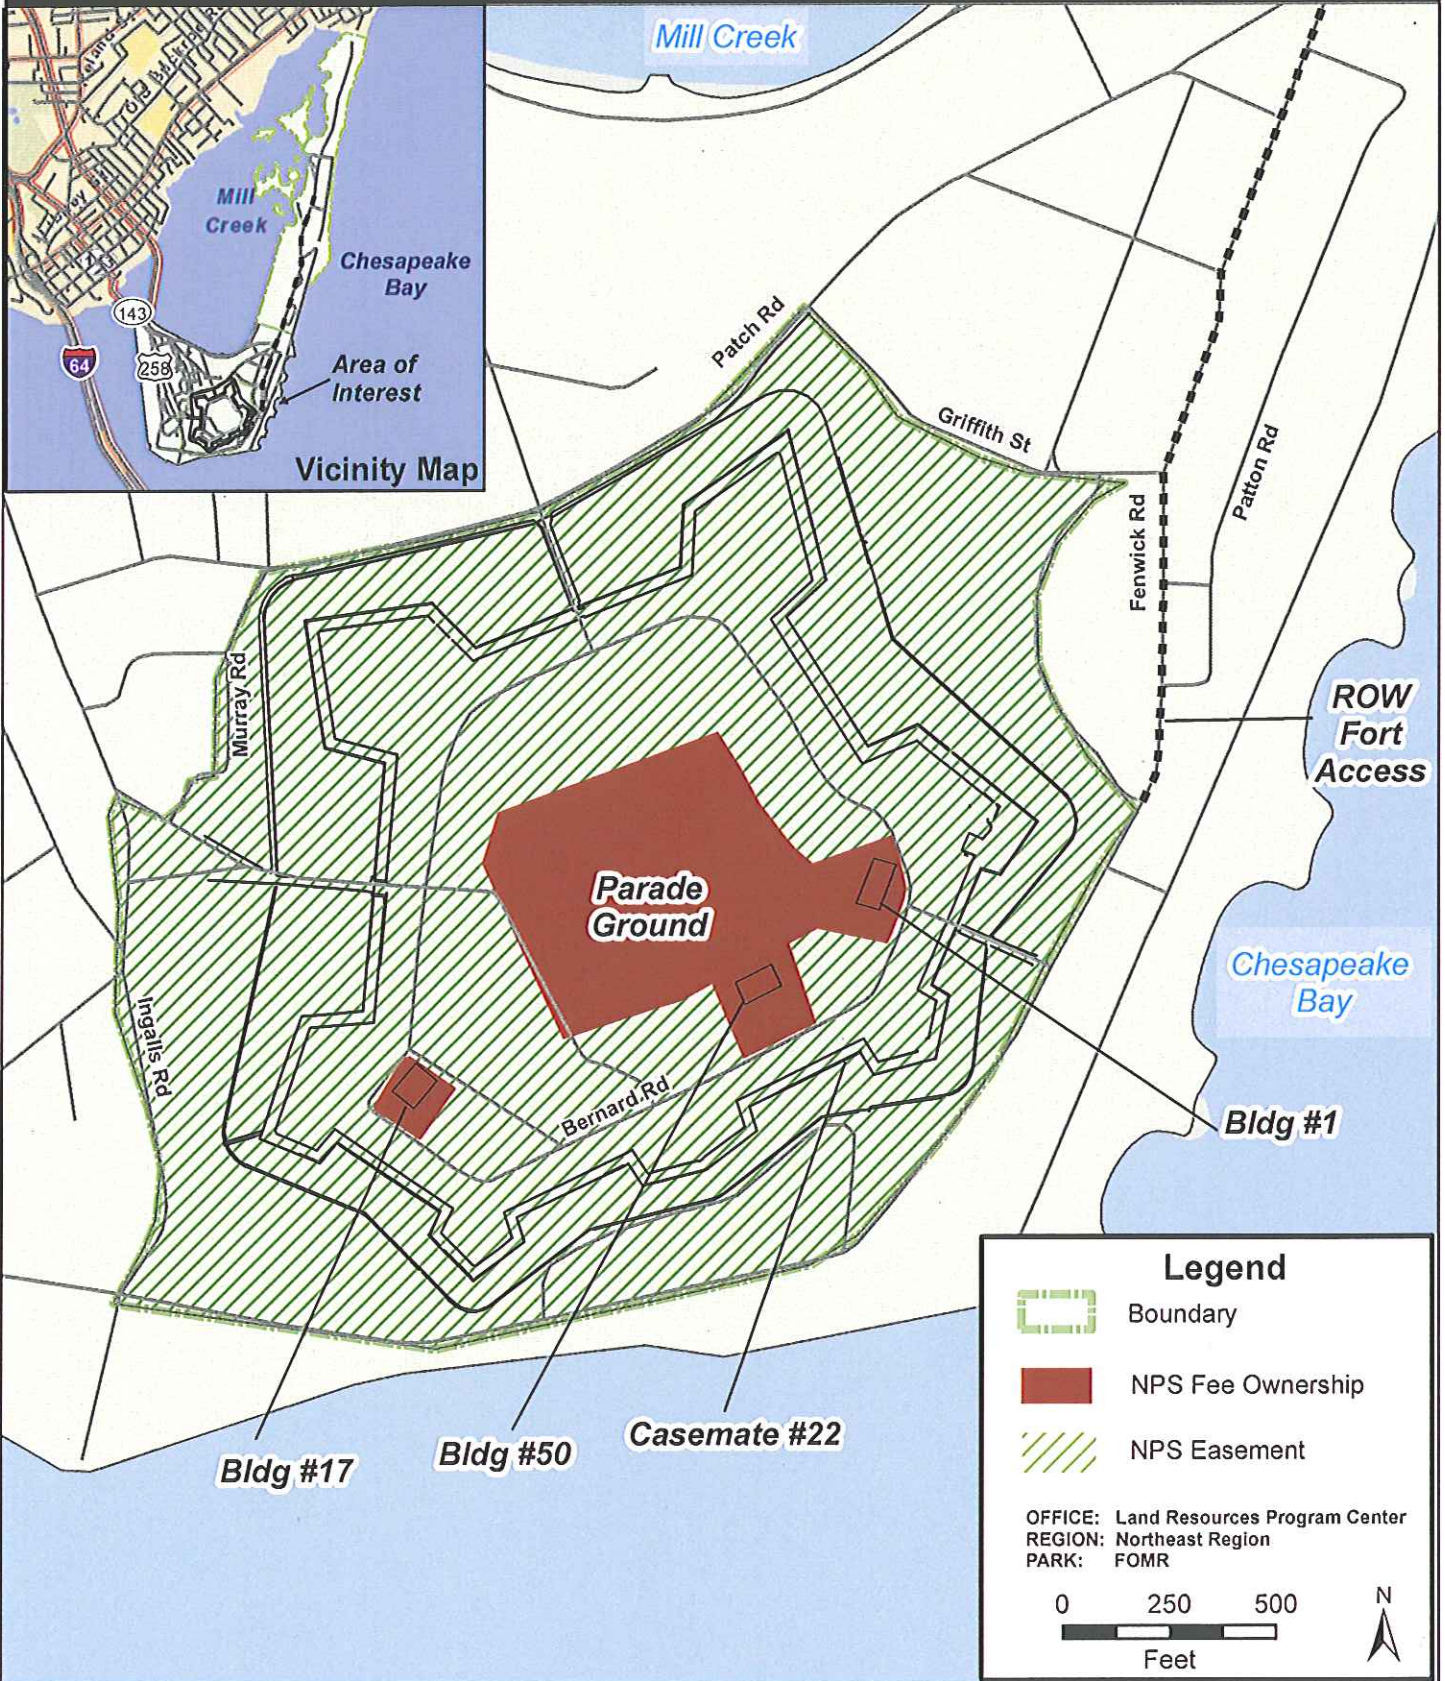 Mill Creek
Old Buckroe Rd
Mill
Creek
Chesapeake
Bay
143
64
258
Area of
Interest
Vicinity Map
Patch Rd
Griffith St
Patton Rd
Fenwick Rd
Murray Rd
ROW
Fort
Access
Parade
Ground
Chesapeake
Bay
Ingalls Rd
Bernard Rd
Bldg #1
Bldg #17
Bldg #50
Casemate #22
Legend
Boundary
NPS Fee Ownership
NPS Easement
OFFICE: Land Resources Program Center
REGION: Northeast Region
PARK: FOMR
0 250 500
Feet
N